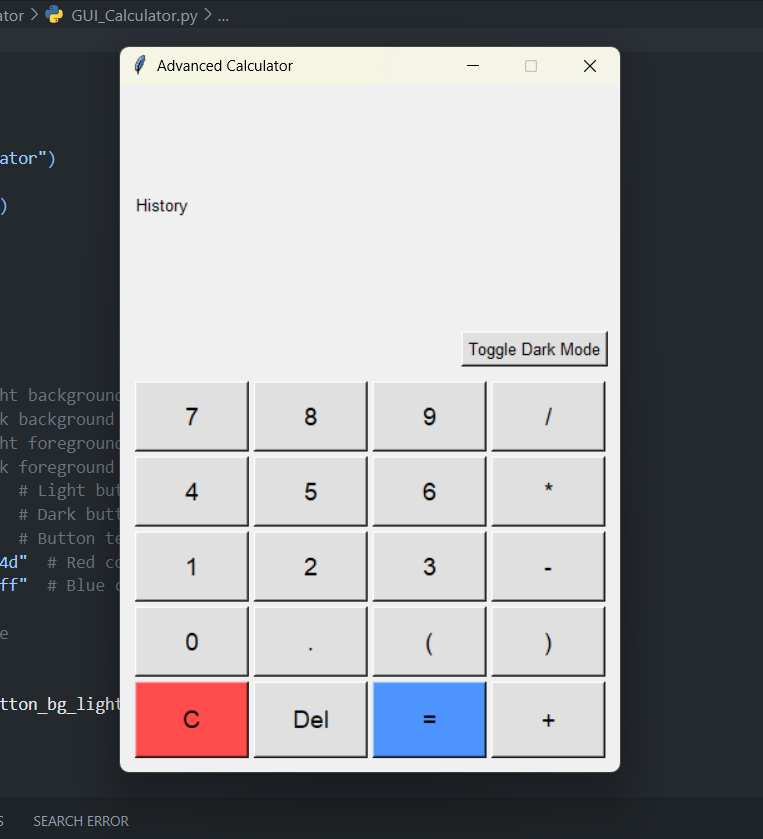 ator > GUI_Calculator.py > ...
Advanced Calculator
ator")
)
History
Toggle Dark Mode
ht background
k background
ht foreground
k foreground
# Light but
# Dark butt
# Button te
4d" # Red co
ff" # Blue c
e
tton_bg_light
7 8 9 /
4 5 6 *
1 2 3 -
0 . ( )
C Del = +
S SEARCH ERROR